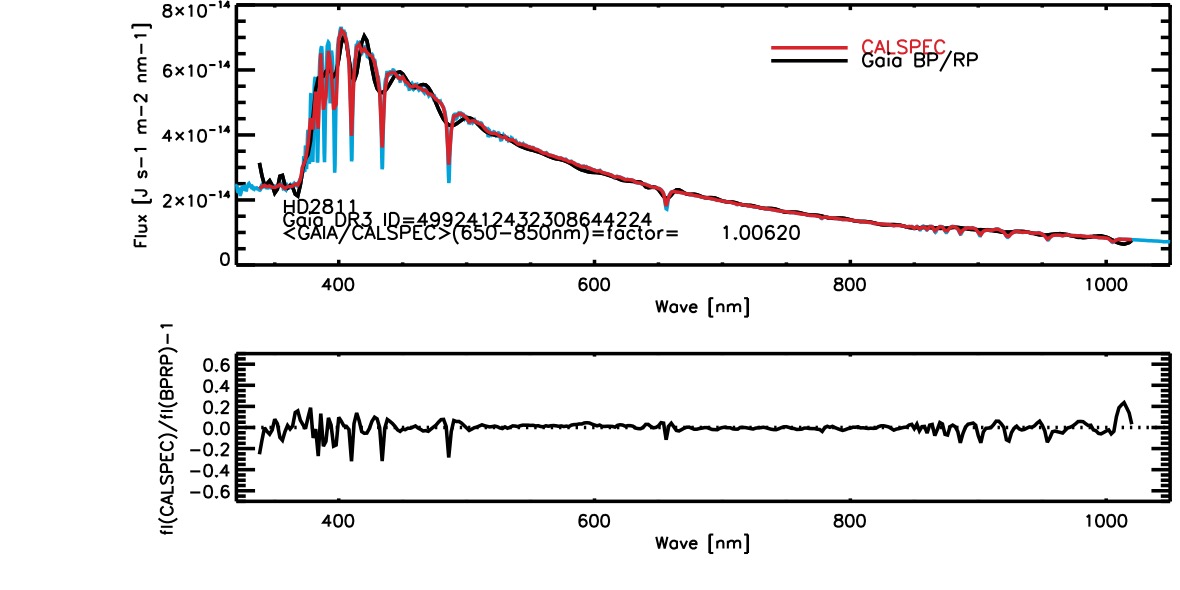 8×10⁻¹⁴
6×10⁻¹⁴
4×10⁻¹⁴
2×10⁻¹⁴
0
Flux [J s−1 m−2 nm−1]
CALSPEC
Gaia BP/RP
HD2811
Gaia DR3 ID=4992412432308644224
<GAIA/CALSPEC>(650−850nm)=factor= 1.00620
400 600 800 1000
Wave [nm]
fl(CALSPEC)/fl(BPRP)−1
0.6
0.4
0.2
0.0
−0.2
−0.4
−0.6
400 600 800 1000
Wave [nm]